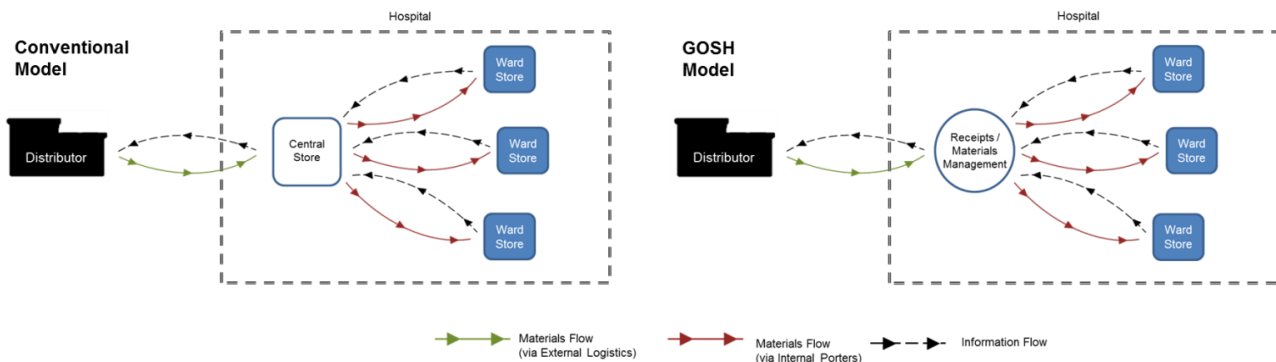 Hospital
Conventional
Model
Distributor
Central
Store
Ward
Store
Ward
Store
Ward
Store
Hospital
GOSH
Model
Distributor
Receipts /
Materials
Management
Ward
Store
Ward
Store
Ward
Store
Materials Flow
(via External Logistics)
Materials Flow
(via Internal Porters)
Information Flow